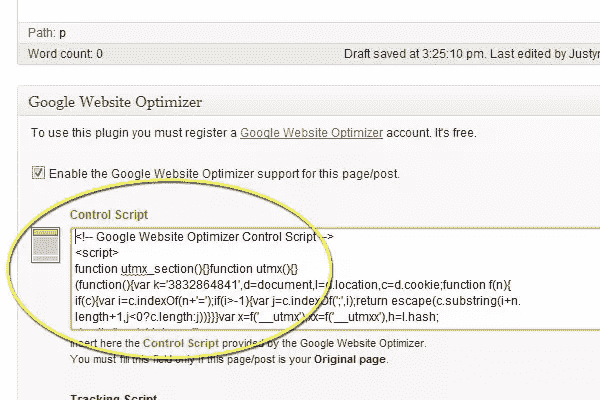 Path: p
Word count: 0 Draft saved at 3:25:10 pm. Last edited by Justy
Google Website Optimizer
To use this plugin you must register a Google Website Optimizer account. It's free.
Enable the Google Website Optimizer support for this page/post.
Control Script
<!-- Google Website Optimizer Control Script -->
<script>
function utmx_section(){}function utmx(){}
(function(){var k='3832864841',d=document,l=d.location,c=d.cookie;function f(n){
if(c){var i=c.indexOf(n+'=');if(i>-1){var j=c.indexOf(';',i);return escape(c.substring(i+n.
length+1,j<0?c.length:j))}}}var x=f('__utmx'),xx=f('__utmxx'),h=l.hash;
Insert here the Control Script provided by the Google Website Optimizer.
You must fill this field only if this page/post is your Original page.
Tracking Script